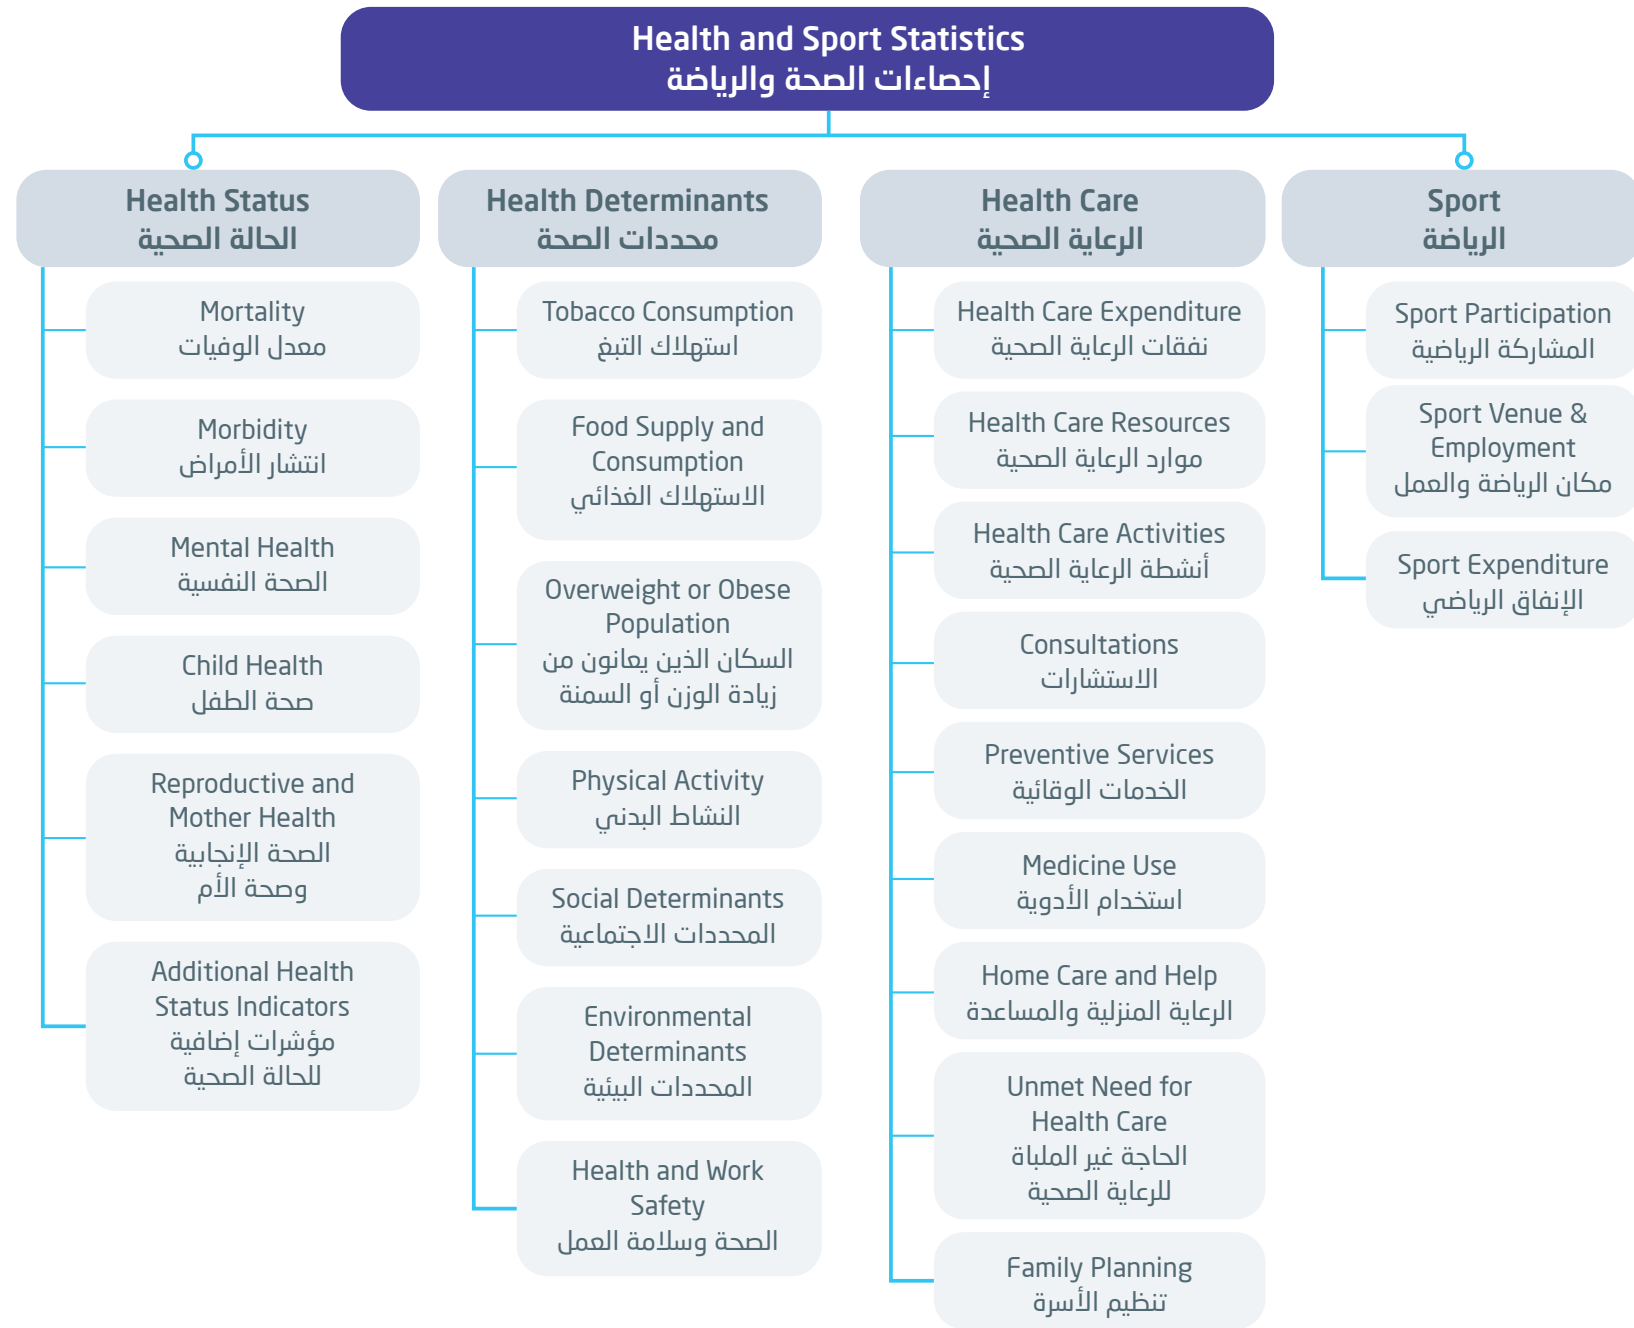 Health and Sport Statistics
إحصاءات الصحة والرياضة
Health Status
الحالة الصحية
Mortality
معدل الوفيات
Morbidity
انتشار الأمراض
Mental Health
الصحة النفسية
Child Health
صحة الطفل
Reproductive and
Mother Health
الصحة الإنجابية
وصحة الأم
Additional Health
Status Indicators
مؤشرات إضافية
للحالة الصحية
Health Determinants
محددات الصحة
Tobacco Consumption
استهلاك التبغ
Food Supply and
Consumption
الاستهلاك الغذائي
Overweight or Obese
Population
السكان الذين يعانون من
زيادة الوزن أو السمنة
Physical Activity
النشاط البدني
Social Determinants
المحددات الاجتماعية
Environmental
Determinants
المحددات البيئية
Health and Work
Safety
الصحة وسلامة العمل
Health Care
الرعاية الصحية
Health Care Expenditure
نفقات الرعاية الصحية
Health Care Resources
موارد الرعاية الصحية
Health Care Activities
أنشطة الرعاية الصحية
Consultations
الاستشارات
Preventive Services
الخدمات الوقائية
Medicine Use
استخدام الأدوية
Home Care and Help
الرعاية المنزلية والمساعدة
Unmet Need for
Health Care
الحاجة غير الملباة
للرعاية الصحية
Family Planning
تنظيم الأسرة
Sport
الرياضة
Sport Participation
المشاركة الرياضية
Sport Venue &
Employment
مكان الرياضة والعمل
Sport Expenditure
الإنفاق الرياضي